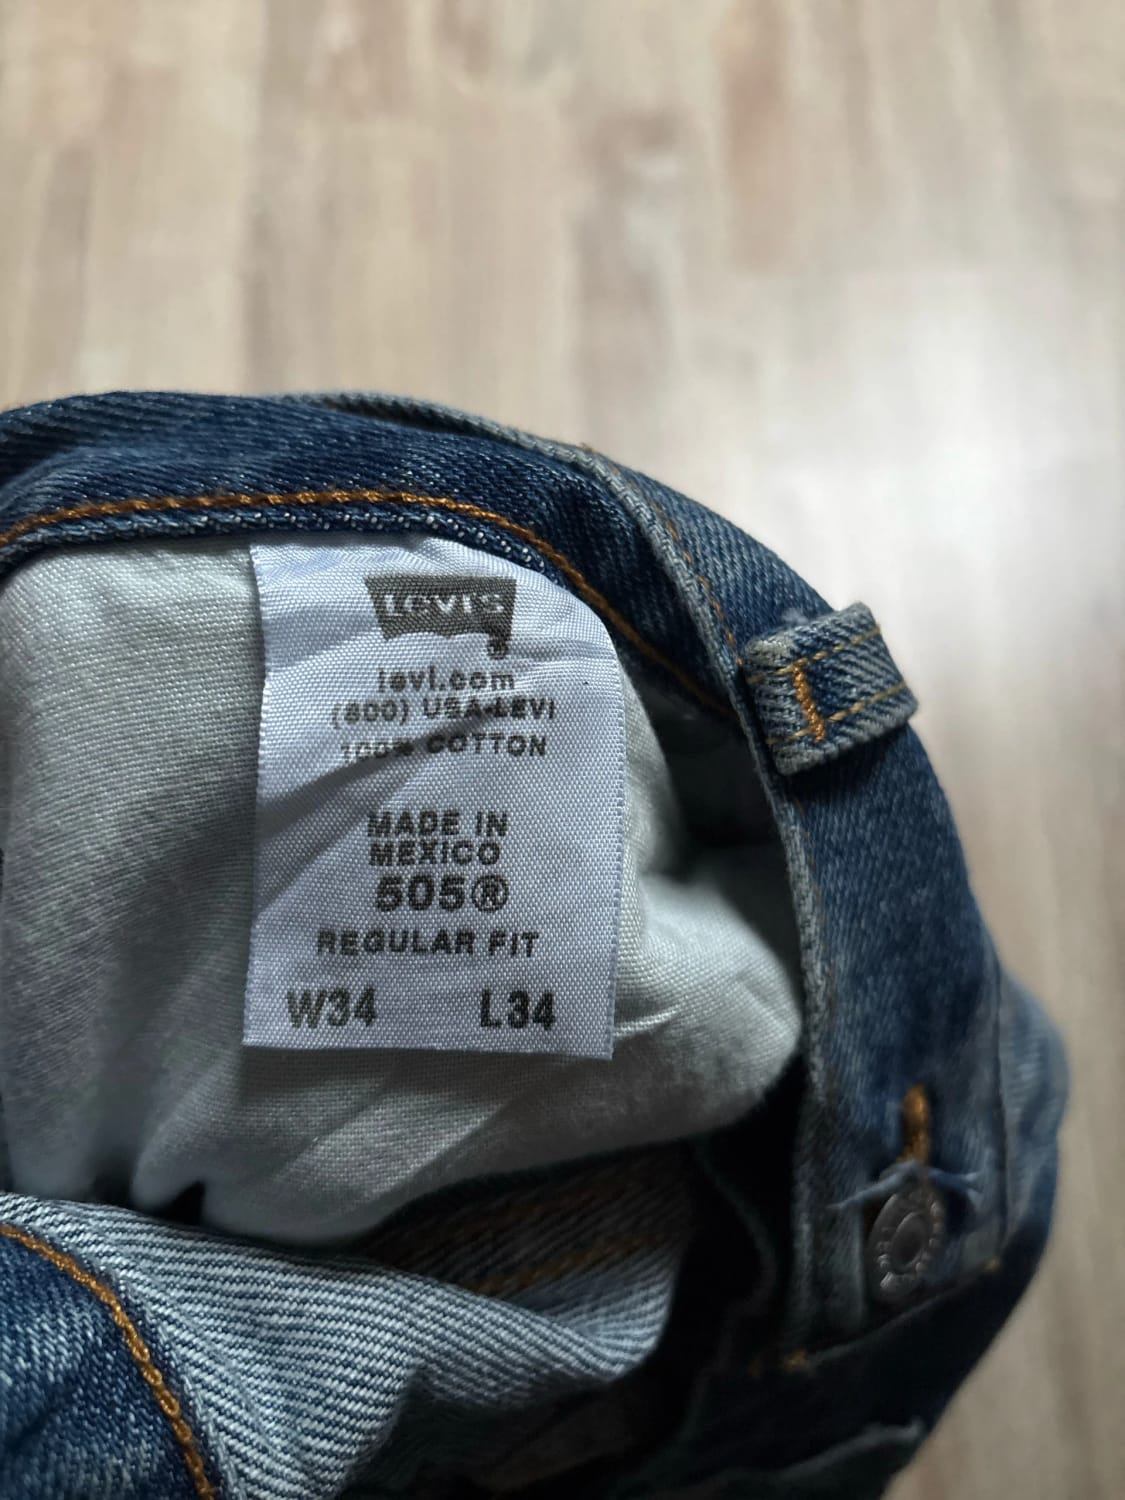 Levi's
®
levi.com
(800) USA-LEVI
100% COTTON
MADE IN
MEXICO
505®
REGULAR FIT
W34 L34